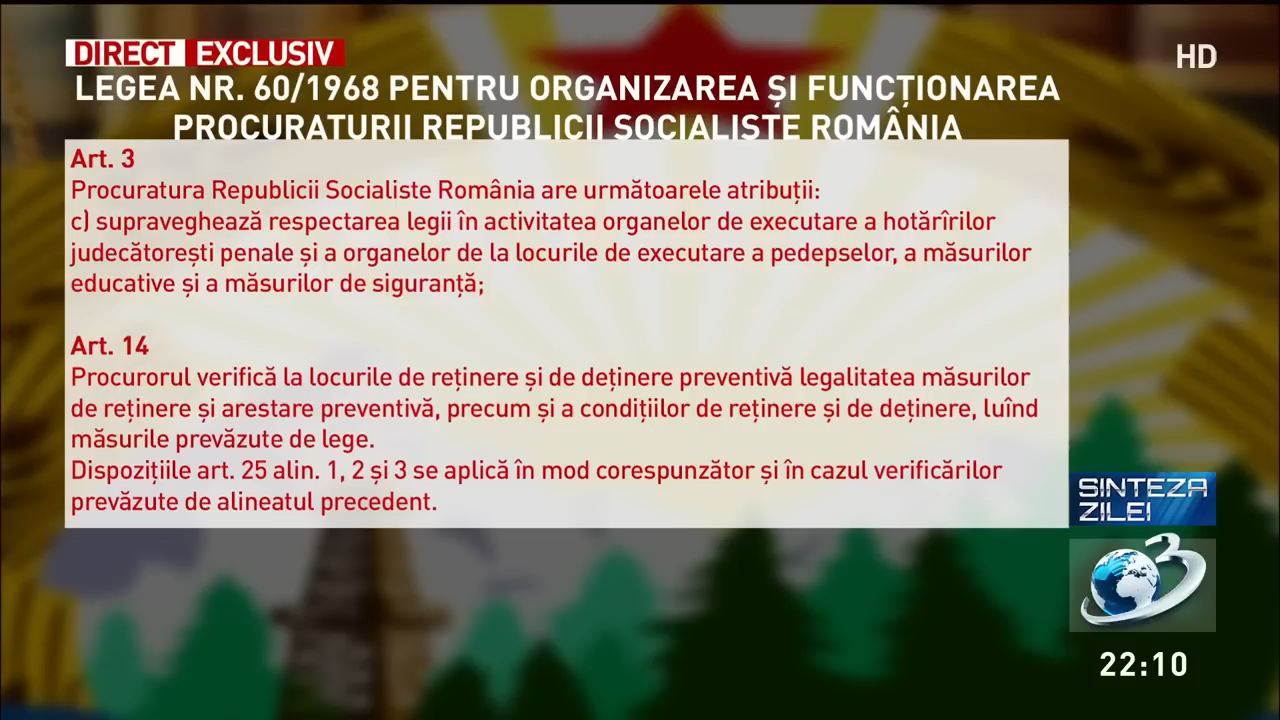 DIRECT EXCLUSIV
HD
LEGEA NR. 60/1968 PENTRU ORGANIZAREA ȘI FUNCȚIONAREA
PROCURATURII REPUBLICII SOCIALISTE ROMÂNIA
Art. 3
Procuratura Republicii Socialiste România are următoarele atribuții:
c) supraveghează respectarea legii în activitatea organelor de executare a hotărîrilor
judecătorești penale și a organelor de la locurile de executare a pedepselor, a măsurilor
educative și a măsurilor de siguranță;
Art. 14
Procurorul verifică la locurile de reținere și de deținere preventivă legalitatea măsurilor
de reținere și arestare preventivă, precum și a condițiilor de reținere și de deținere, luînd
măsurile prevăzute de lege.
Dispozițiile art. 25 alin. 1, 2 și 3 se aplică în mod corespunzător și în cazul verificărilor
prevăzute de alineatul precedent.
SINTEZA
ZILEI
3
22:10